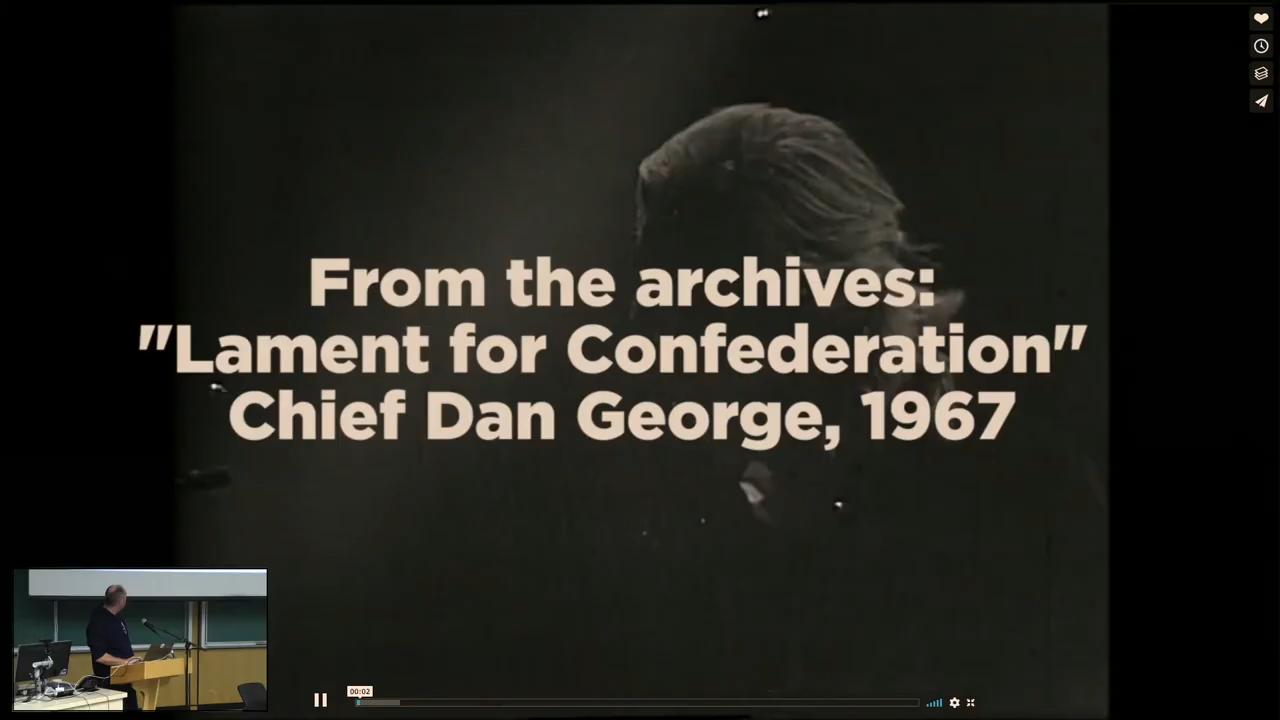 From the archives:
"Lament for Confederation"
Chief Dan George, 1967
00:02